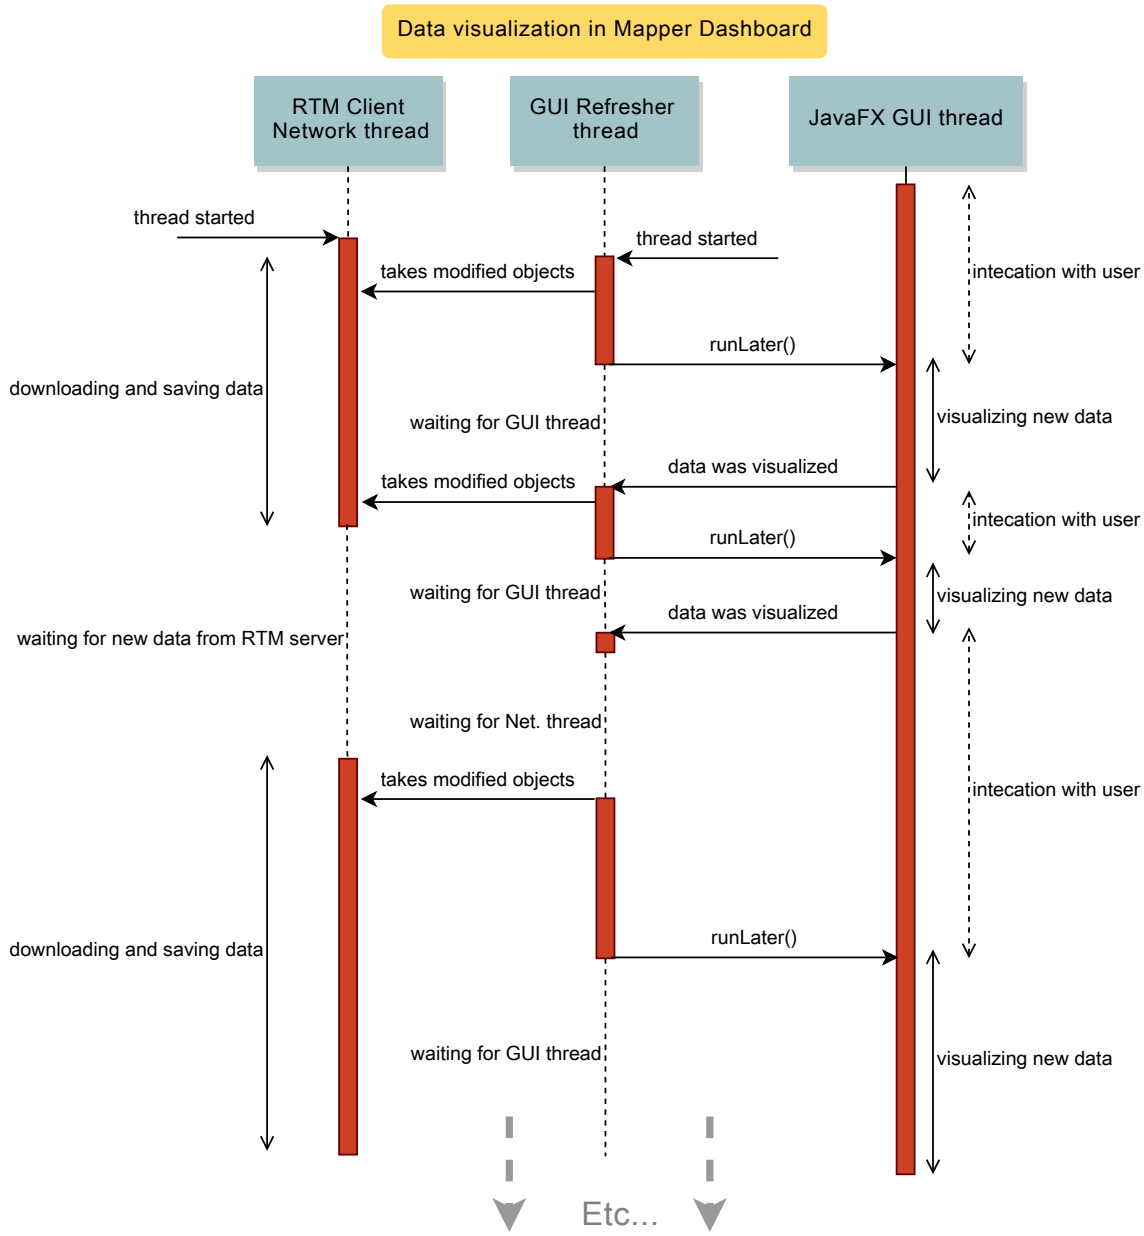 Data visualization in Mapper Dashboard
RTM Client
Network thread
GUI Refresher
thread
JavaFX GUI thread
thread started
thread started
takes modified objects
intecation with user
runLater()
downloading and saving data
waiting for GUI thread
visualizing new data
data was visualized
takes modified objects
intecation with user
runLater()
waiting for GUI thread
visualizing new data
data was visualized
waiting for new data from RTM server
waiting for Net. thread
takes modified objects
intecation with user
runLater()
downloading and saving data
waiting for GUI thread
visualizing new data
Etc...